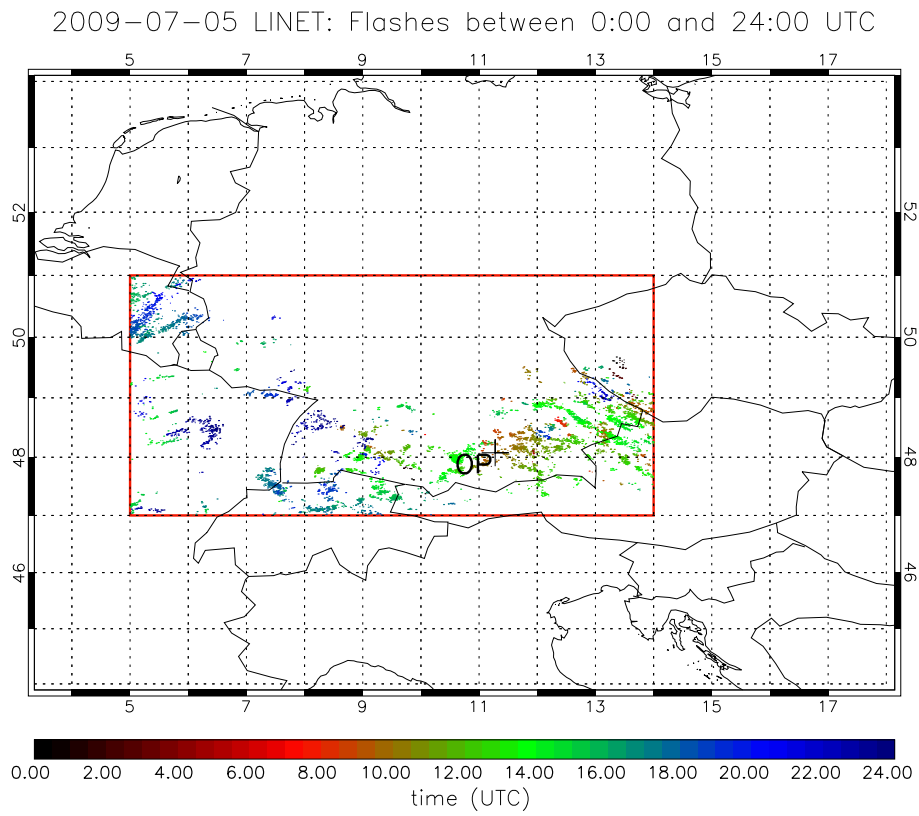 2009-07-05 LINET: Flashes between 0:00 and 24:00 UTC
5 7 9 11 13 15 17
52 52
50 50
48 OP 48
46 46
5 7 9 11 13 15 17
0.00 2.00 4.00 6.00 8.00 10.00 12.00 14.00 16.00 18.00 20.00 22.00 24.00
time (UTC)